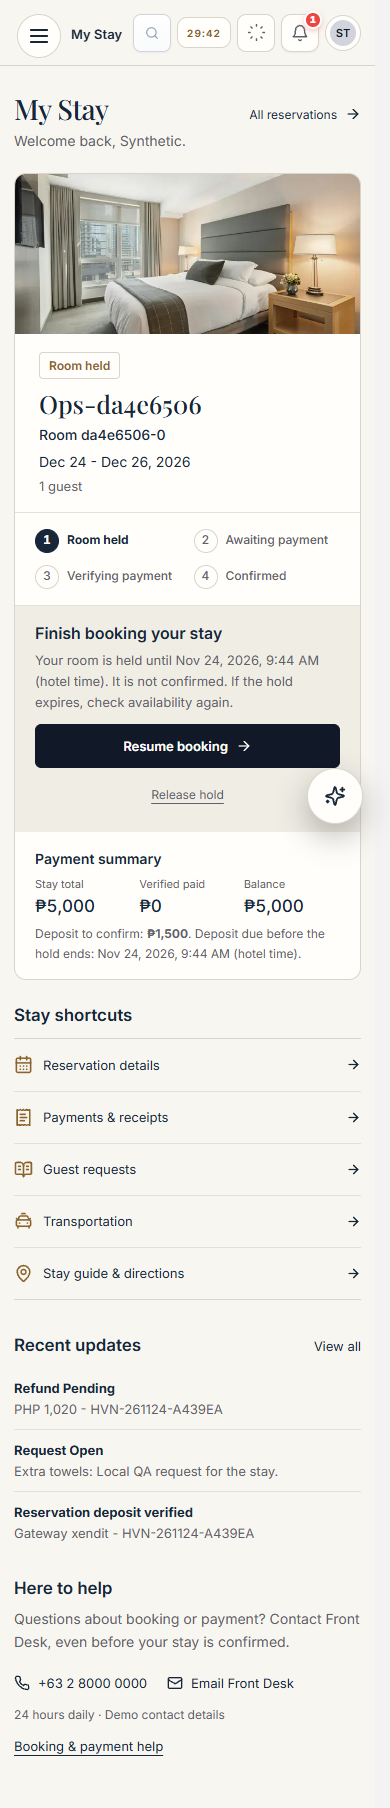 My Stay
29:42
1
ST
My Stay
All reservations
Welcome back, Synthetic.
Room held
Ops-da4e6506
Room da4e6506-0
Dec 24 - Dec 26, 2026
1 guest
1 Room held
2 Awaiting payment
3 Verifying payment
4 Confirmed
Finish booking your stay
Your room is held until Nov 24, 2026, 9:44 AM
(hotel time). It is not confirmed. If the hold
expires, check availability again.
Resume booking
Release hold
Payment summary
Stay total Verified paid Balance
₱5,000 ₱0 ₱5,000
Deposit to confirm: ₱1,500. Deposit due before the
hold ends: Nov 24, 2026, 9:44 AM (hotel time).
Stay shortcuts
Reservation details
Payments & receipts
Guest requests
Transportation
Stay guide & directions
Recent updates
View all
Refund Pending
PHP 1,020 - HVN-261124-A439EA
Request Open
Extra towels: Local QA request for the stay.
Reservation deposit verified
Gateway xendit - HVN-261124-A439EA
Here to help
Questions about booking or payment? Contact Front
Desk, even before your stay is confirmed.
+63 2 8000 0000
Email Front Desk
24 hours daily · Demo contact details
Booking & payment help